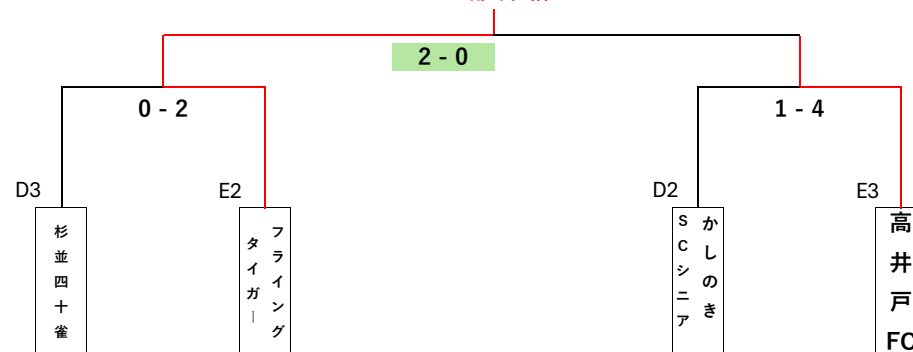 2 - 0
0 - 2
1 - 4
D3
E2
D2
E3
杉並四十雀
フライング
タイガー
かしのき
SCシニア
高井戸FC